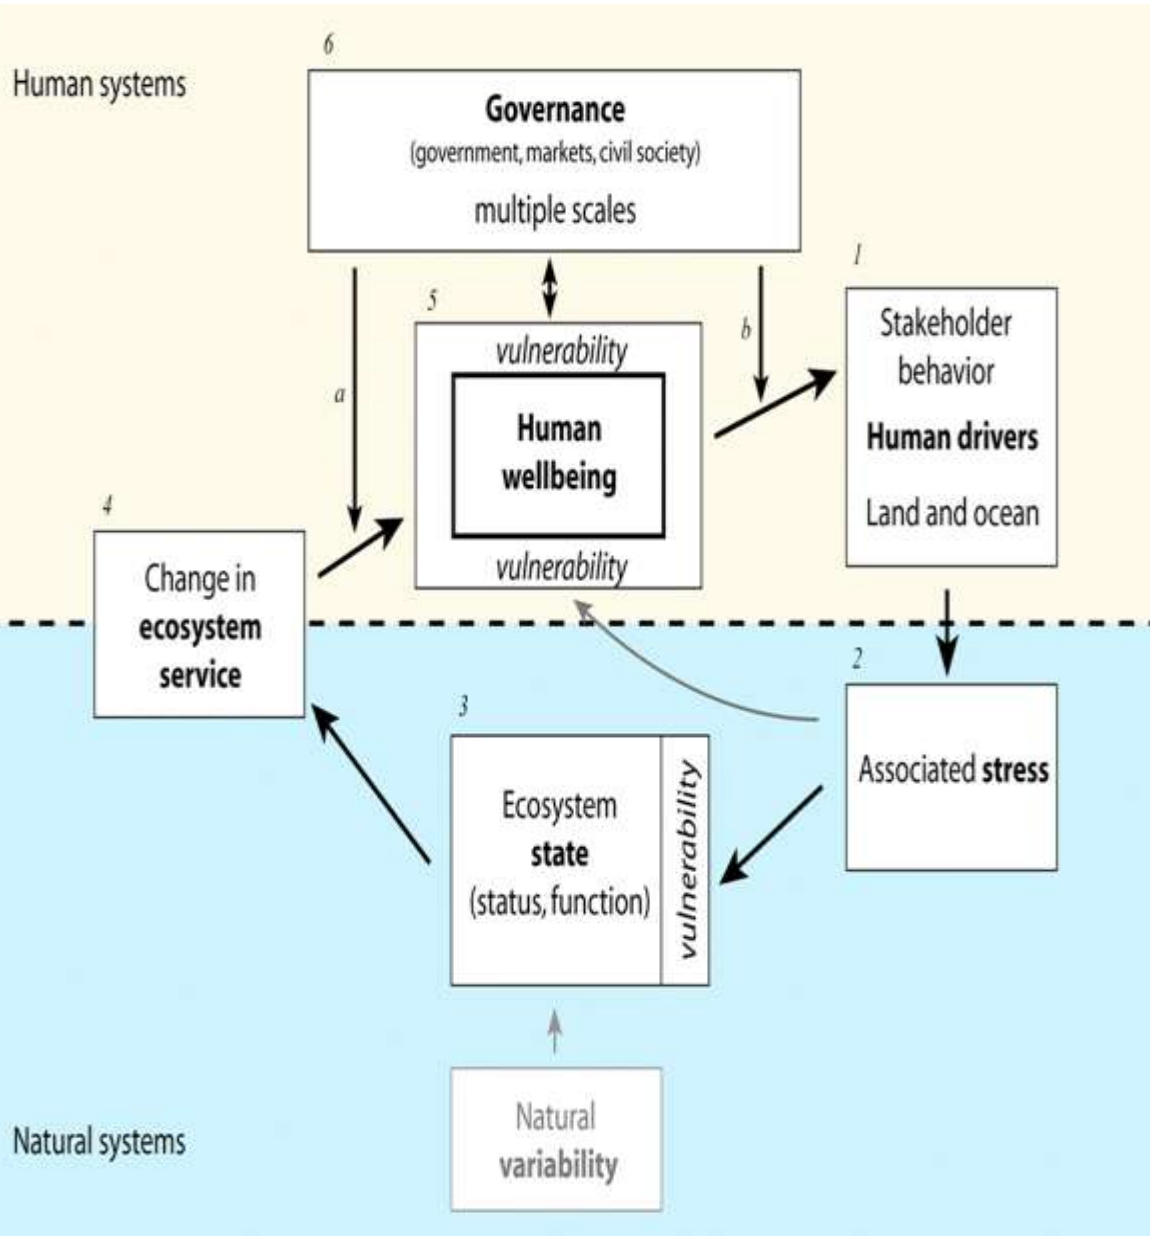 6
Human systems
Governance
(government, markets, civil society)
multiple scales
1
5
Stakeholder
behavior
b
vulnerability
a
Human
wellbeing
Human drivers
Land and ocean
4
vulnerability
Change in
ecosystem
service
2
3
Associated stress
Ecosystem
state
(status, function)
vulnerability
Natural
variability
Natural systems